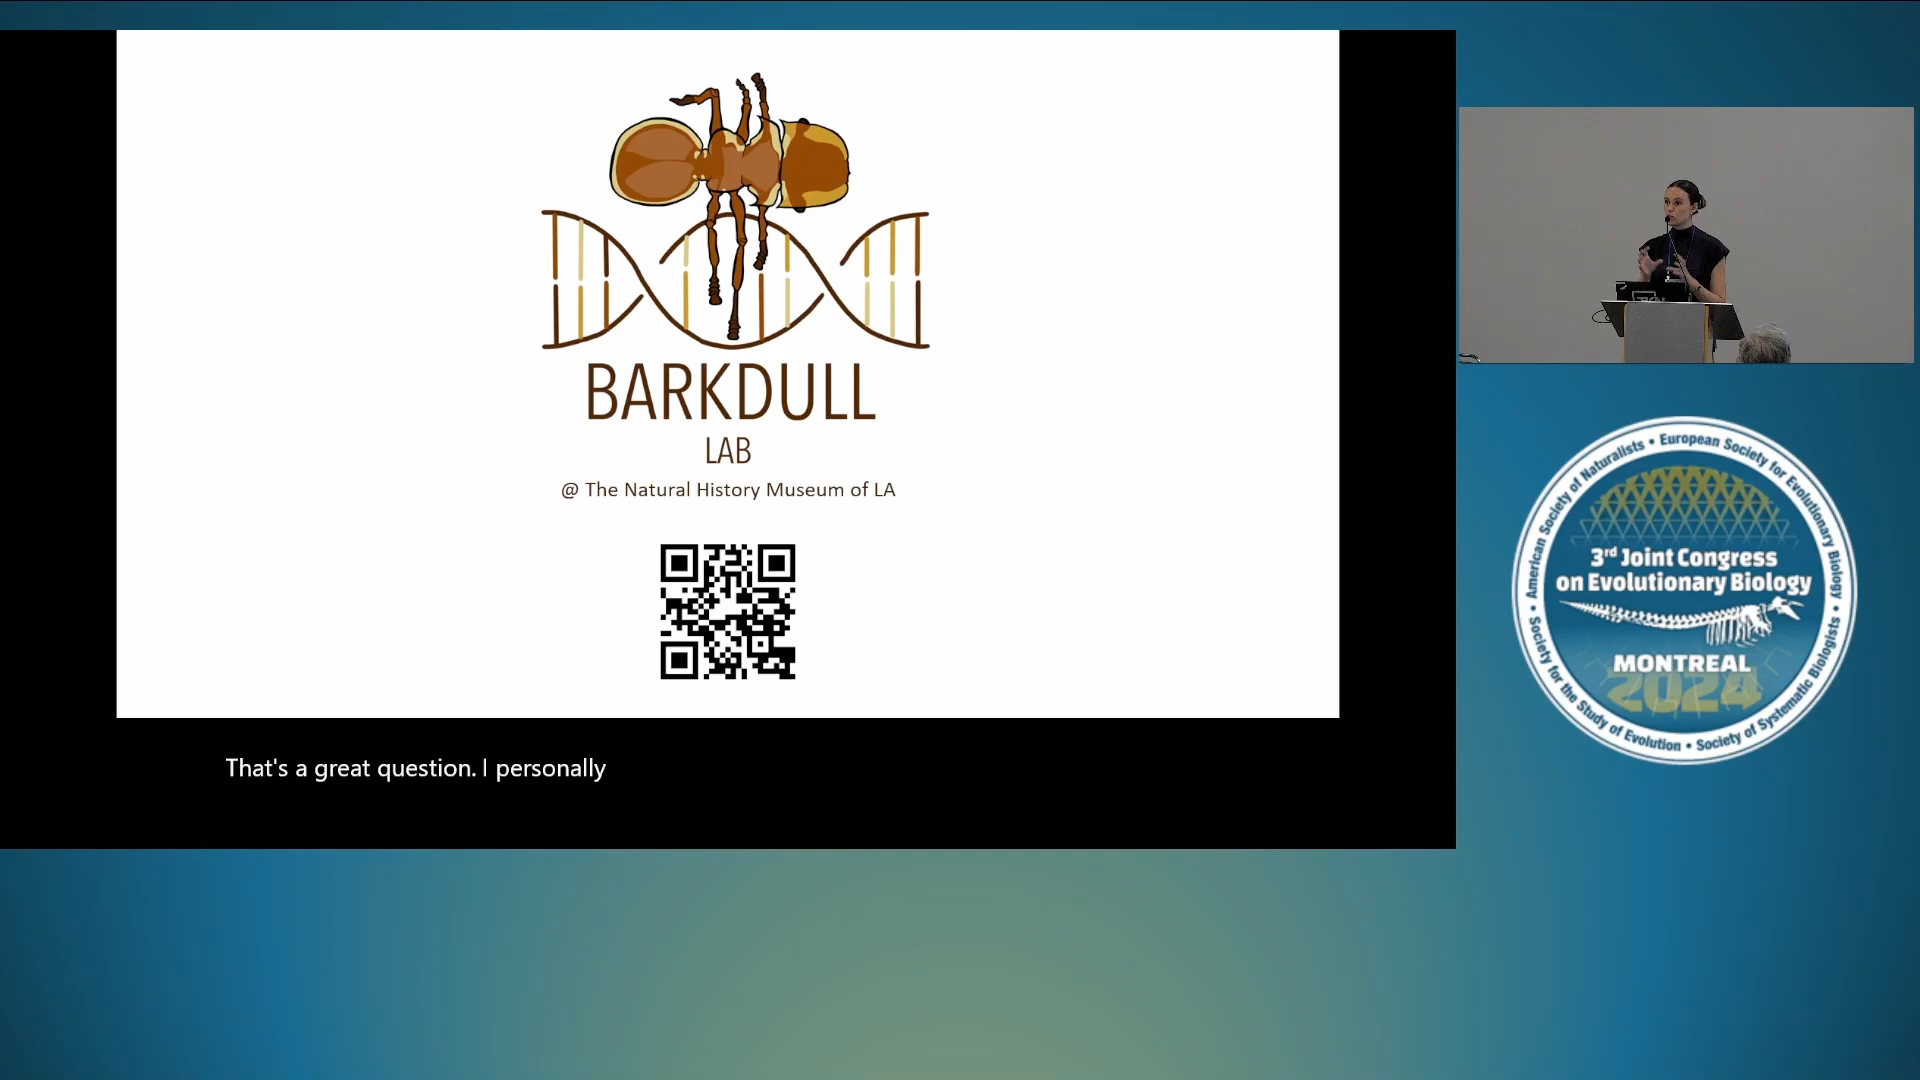 BARKDULL
LAB
@ The Natural History Museum of LA
That's a great question. I personally
American Society of Naturalists • European Society for Evolutionary Biology •
Society for the Study of Evolution • Society of Systematic Biologists •
3rd Joint Congress
on Evolutionary Biology
MONTREAL
2024